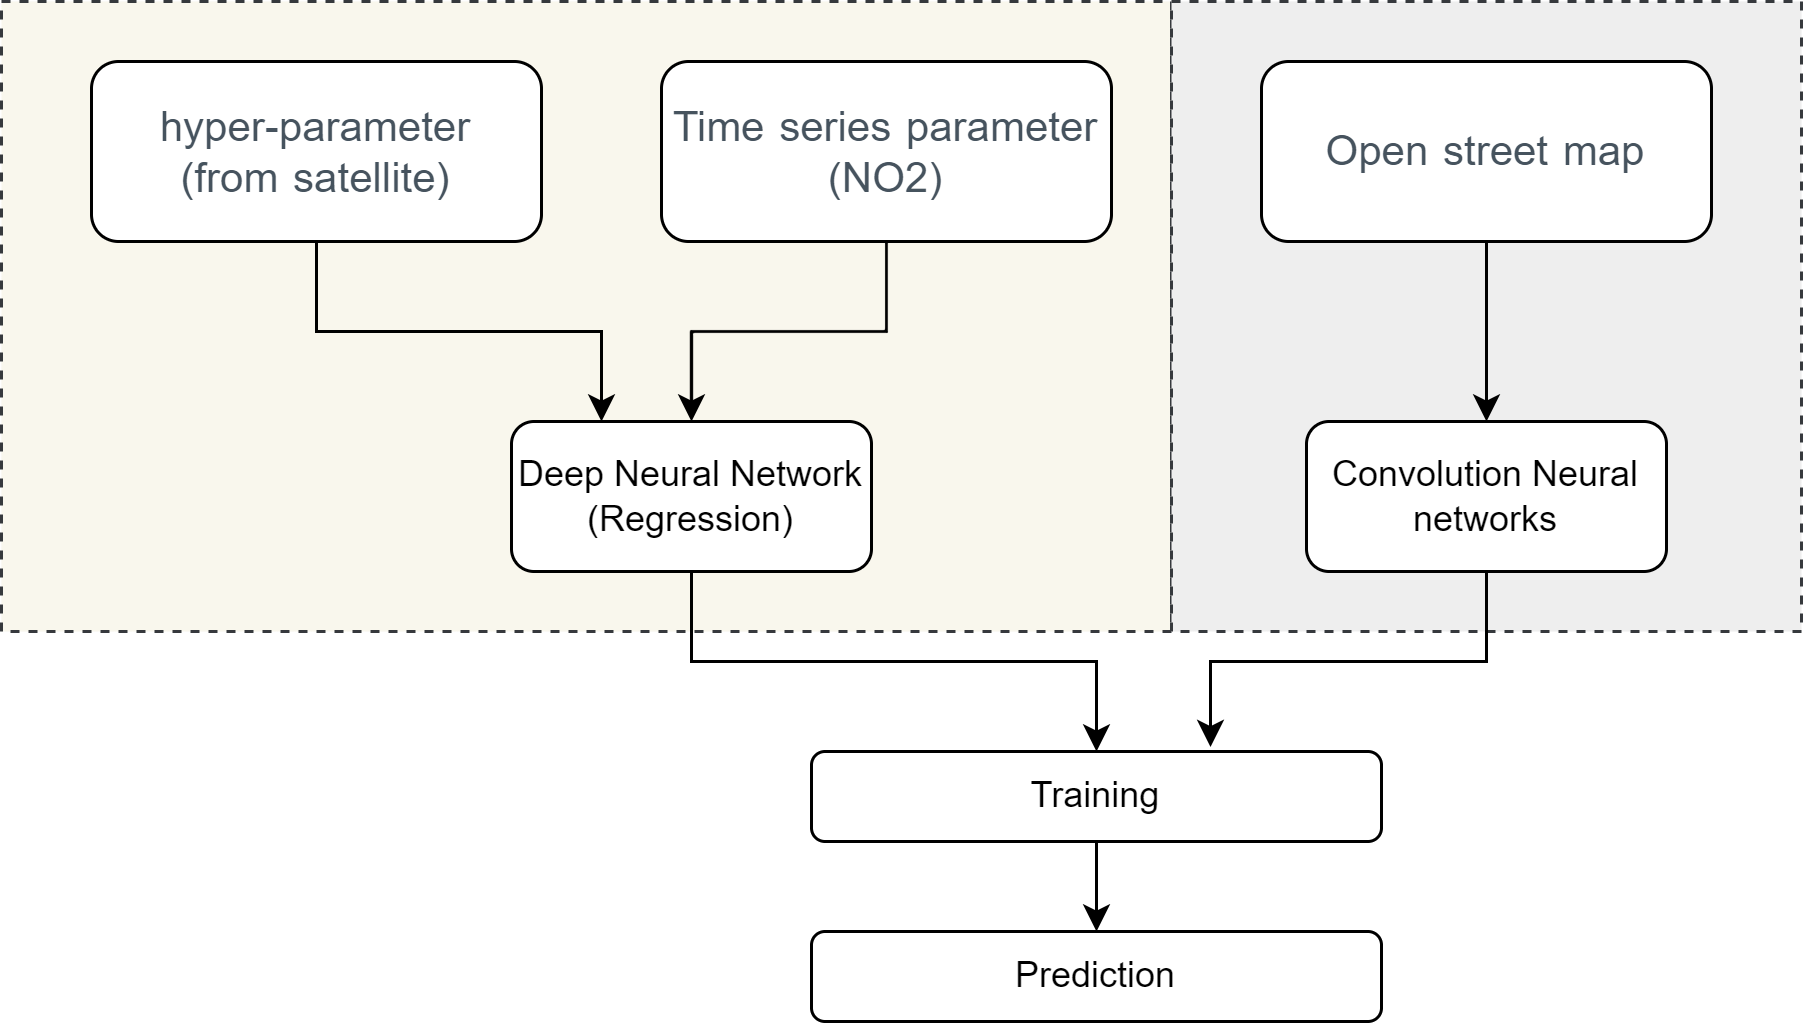 hyper-parameter
(from satellite)
Time series parameter
(NO2)
Open street map
Deep Neural Network
(Regression)
Convolution Neural
networks
Training
Prediction